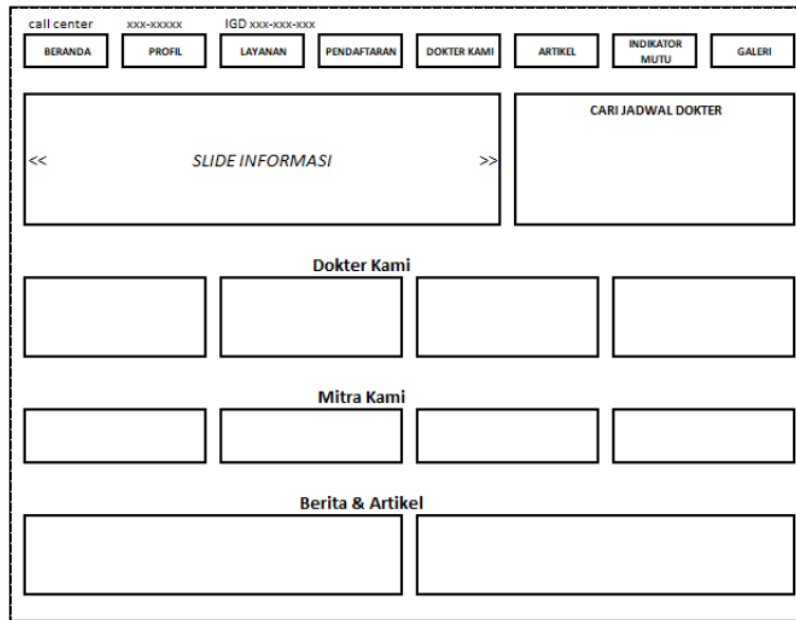 call center xxx-xxxxx IGD xxx-xxx-xxx
BERANDA PROFIL LAYANAN PENDAFTARAN DOKTER KAMI ARTIKEL INDIKATOR MUTU GALERI
CARI JADWAL DOKTER
<< SLIDE INFORMASI >>
Dokter Kami
Mitra Kami
Berita & Artikel